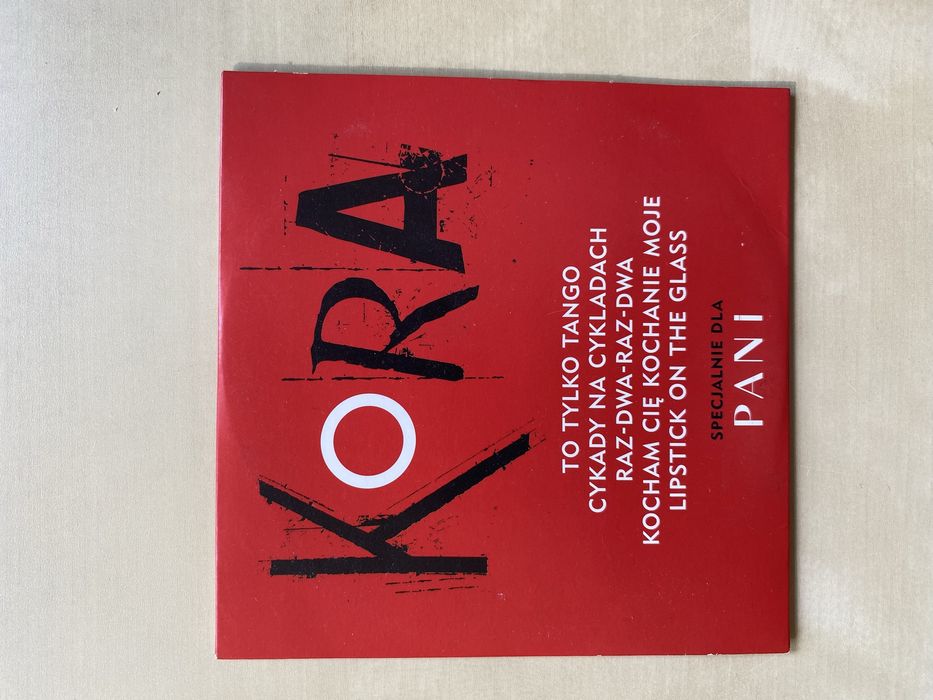 KORA
TO TYLKO TANGO
CYKADY NA CYKLADACH
RAZ-DWA-RAZ-DWA
KOCHAM CIĘ KOCHANIE MOJE
LIPSTICK ON THE GLASS
SPECJALNIE DLA
PANI